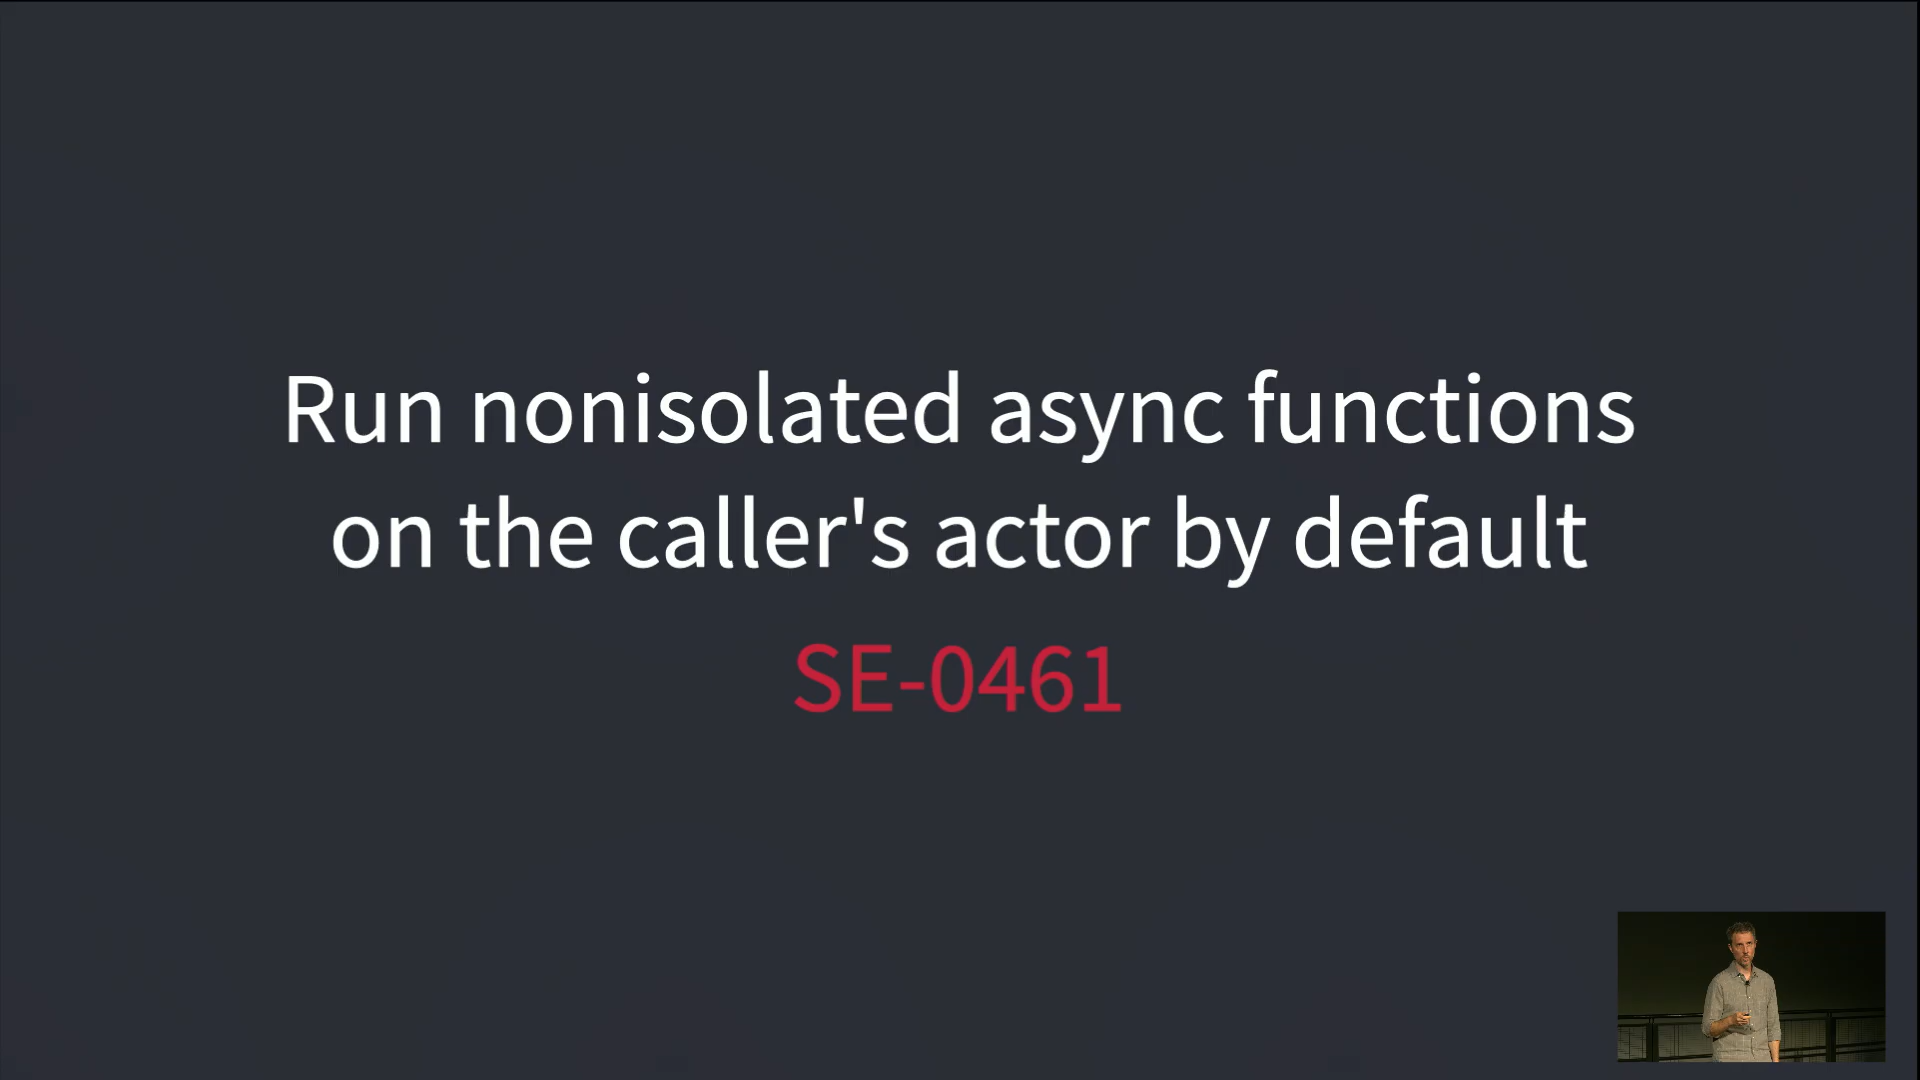 Run nonisolated async functions
on the caller's actor by default
SE-0461